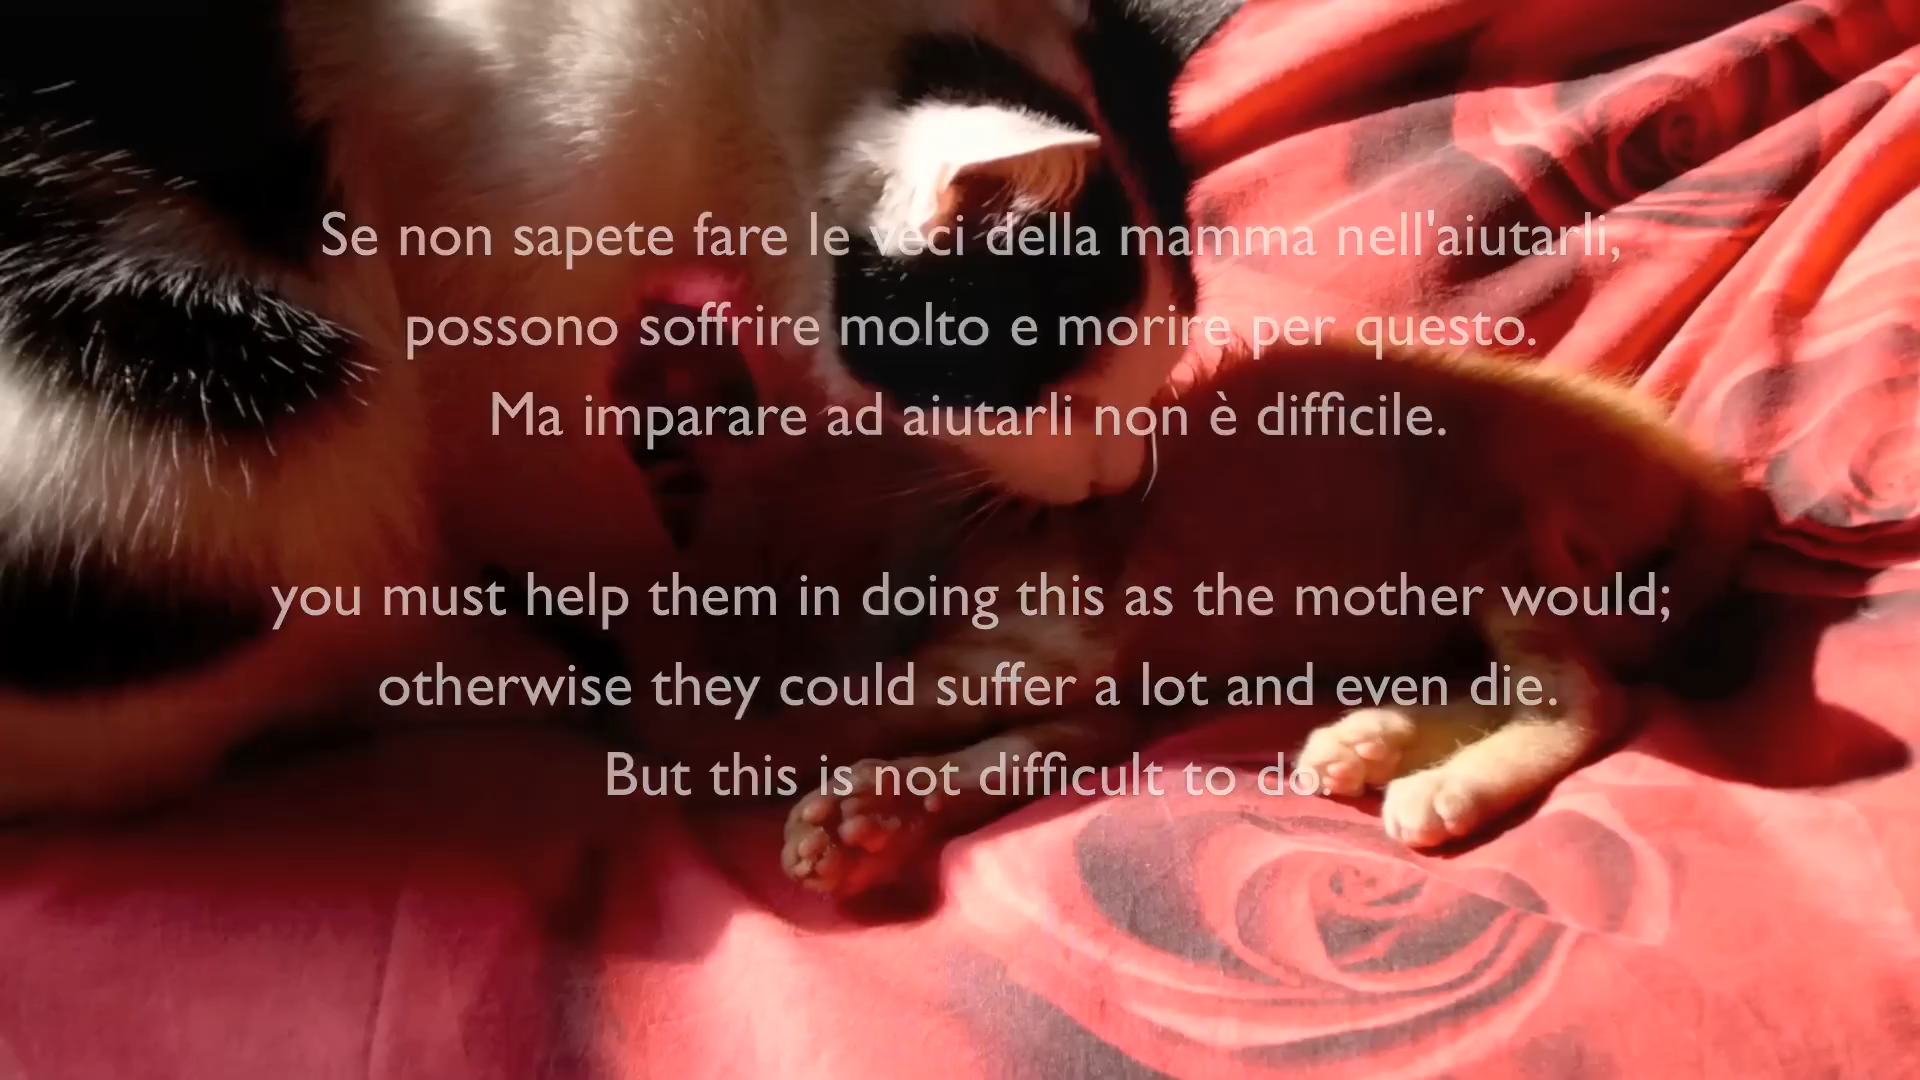 Se non sapete fare le veci della mamma nell'aiutarli,
possono soffrire molto e morire per questo.
Ma imparare ad aiutarli non è difficile.
you must help them in doing this as the mother would;
otherwise they could suffer a lot and even die.
But this is not difficult to do.